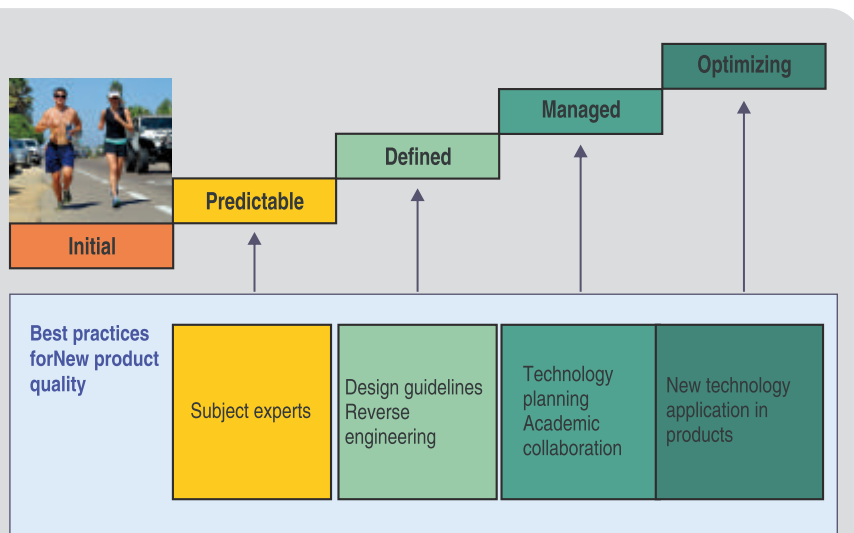 Optimizing
Managed
Defined
Predictable
Initial
Best practices
forNew product
quality
Subject experts
Design guidelines
Reverse
engineering
Technology
planning
Academic
collaboration
New technology
application in
products